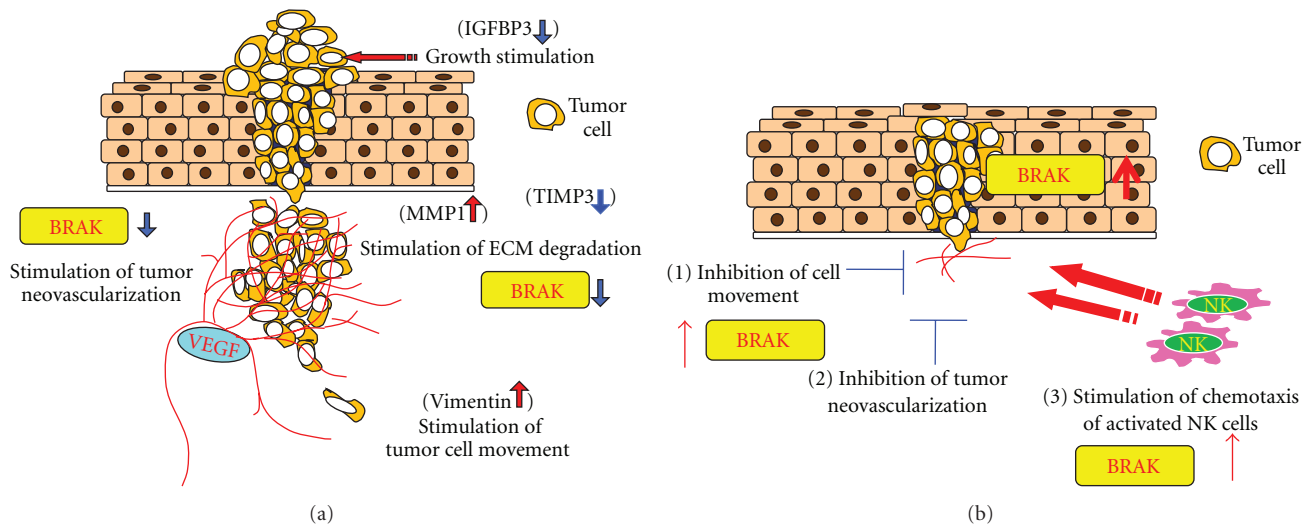 (IGFBP3)
Growth stimulation
Tumor
cell
(MMP1)
(TIMP3)
BRAK
Stimulation of ECM degradation
Stimulation of tumor
neovascularization
BRAK
VEGF
(Vimentin)
Stimulation of
tumor cell movement
(a)
Tumor
cell
BRAK
(1) Inhibition of cell
movement
BRAK
NK
NK
(2) Inhibition of tumor
neovascularization
(3) Stimulation of chemotaxis
of activated NK cells
BRAK
(b)